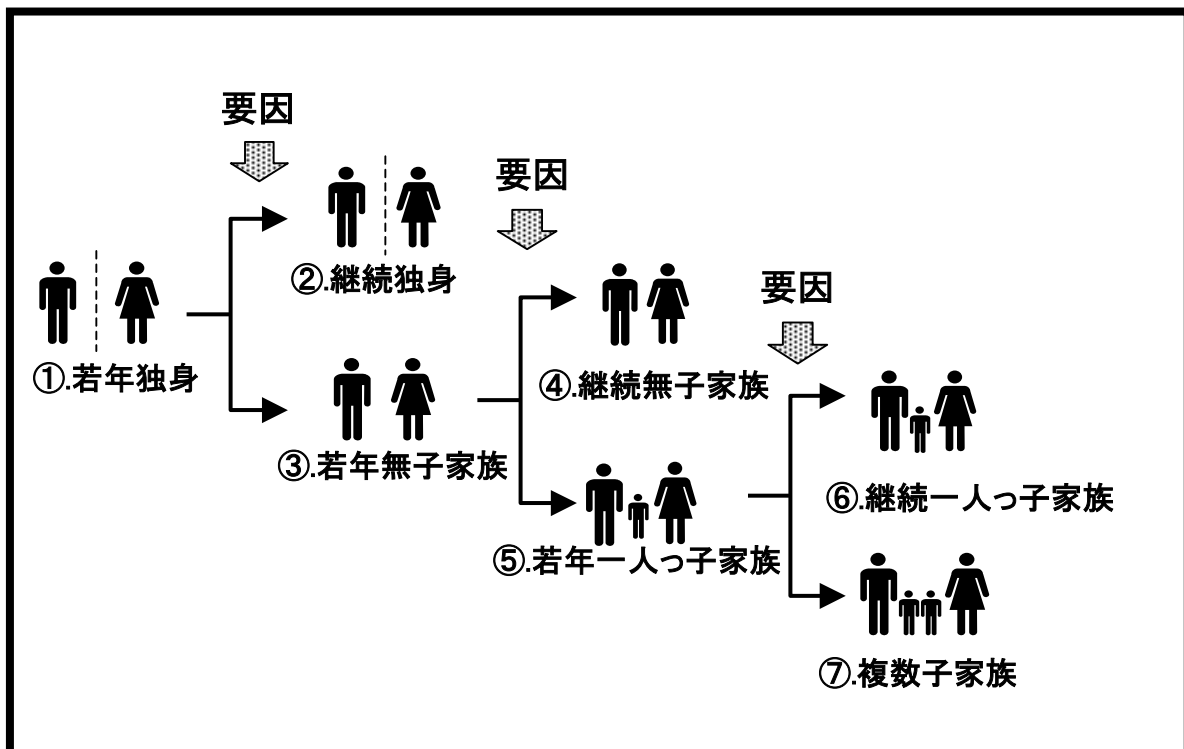 要因
要因
要因
①.若年独身
②.継続独身
③.若年無子家族
④.継続無子家族
⑤.若年一人っ子家族
⑥.継続一人っ子家族
⑦.複数子家族